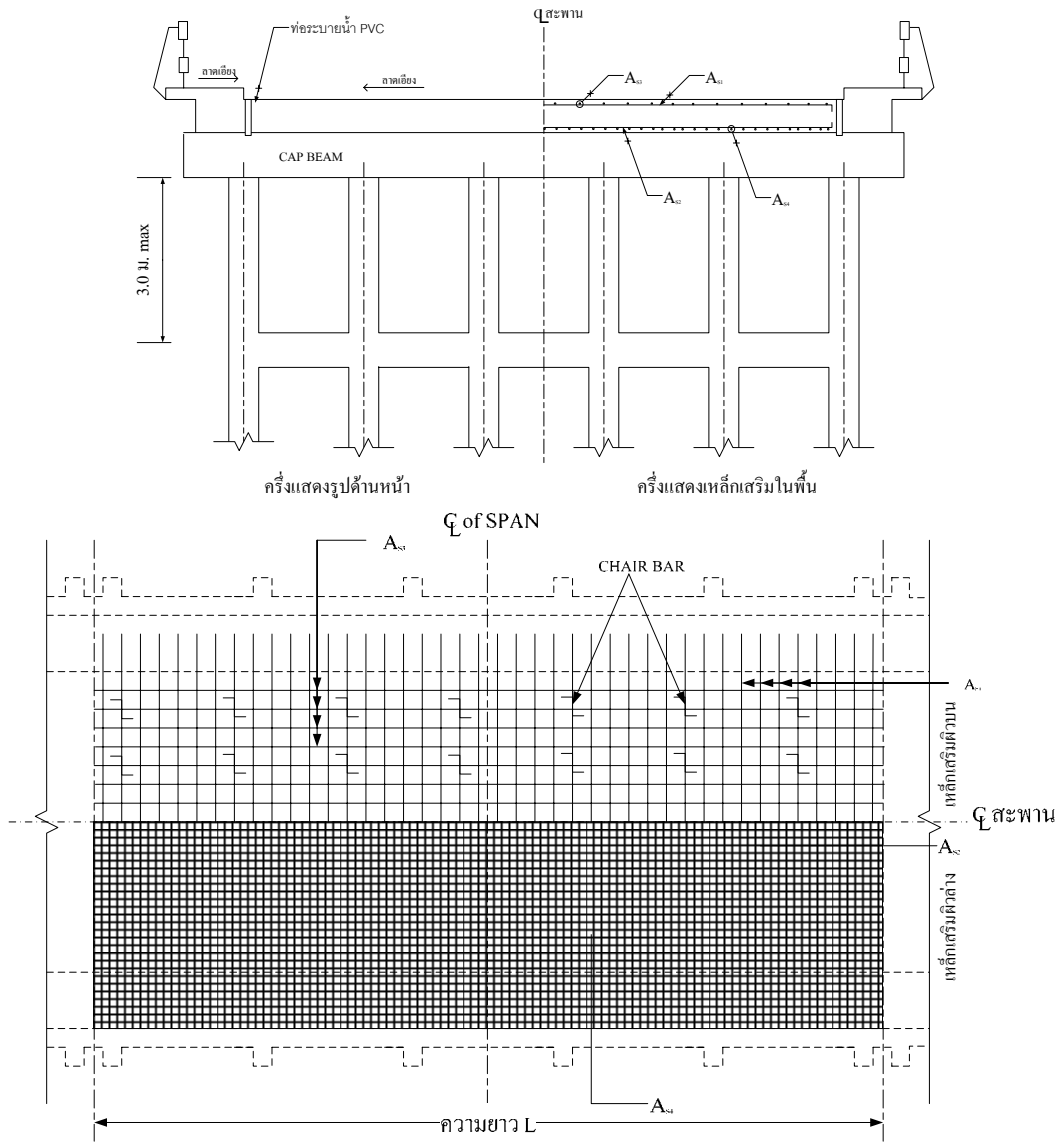 ℄ สะพาน
ท่อระบายน้ำ PVC
ลาดเอียง
ลาดเอียง
As3
As1
CAP BEAM
As2
As4
3.0 ม. max
ครึ่งแสดงรูปด้านหน้า
ครึ่งแสดงเหล็กเสริมในพื้น
℄ of SPAN
As3
CHAIR BAR
As1
เหล็กเสริมผิวบน
℄ สะพาน
As2
เหล็กเสริมผิวล่าง
As4
ความยาว L